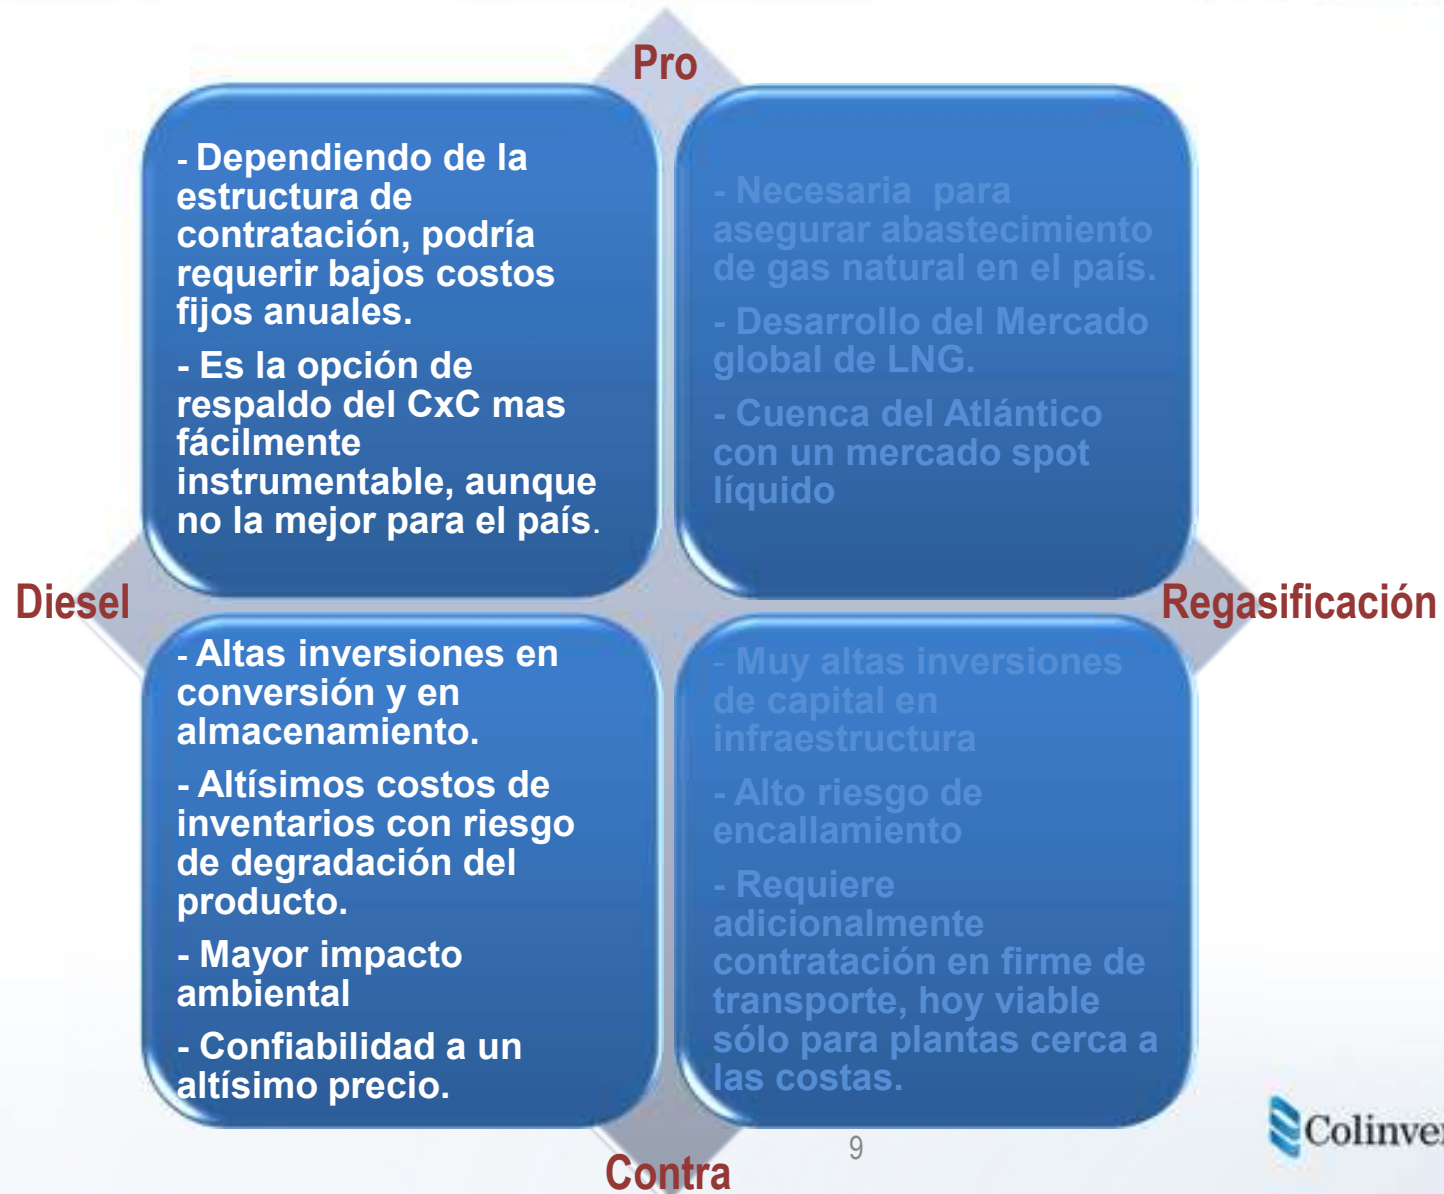 Pro
- Dependiendo de la
estructura de
contratación, podría
requerir bajos costos
fijos anuales.
- Es la opción de
respaldo del CxC mas
fácilmente
instrumentable, aunque
no la mejor para el país.
- Necesaria para
asegurar abastecimiento
de gas natural en el país.
- Desarrollo del Mercado
global de LNG.
- Cuenca del Atlántico
con un mercado spot
líquido
Diesel
Regasificación
- Altas inversiones en
conversión y en
almacenamiento.
- Altísimos costos de
inventarios con riesgo
de degradación del
producto.
- Mayor impacto
ambiental
- Confiabilidad a un
altísimo precio.
- Muy altas inversiones
de capital en
infraestructura
- Alto riesgo de
encallamiento
- Requiere
adicionalmente
contratación en firme de
transporte, hoy viable
sólo para plantas cerca a
las costas.
Contra
9